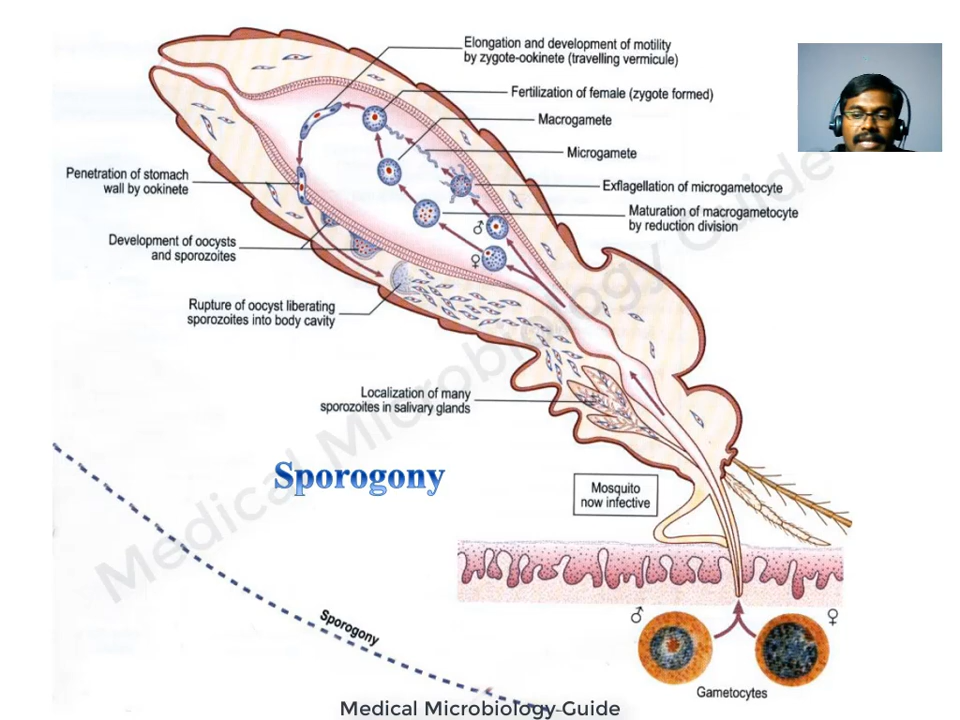 Elongation and development of motility
by zygote-ookinete (travelling vermicule)
Fertilization of female (zygote formed)
Macrogamete
Microgamete
Penetration of stomach
wall by ookinete
Exflagellation of microgametocyte
Maturation of macrogametocyte
by reduction division
♂
♀
Development of oocysts
and sporozoites
Rupture of oocyst liberating
sporozoites into body cavity
Localization of many
sporozoites in salivary glands
Sporogony
Mosquito
now infective
Sporogony
♂
♀
Gametocytes
Medical Microbiology Guide
Medical Microbiology Guide